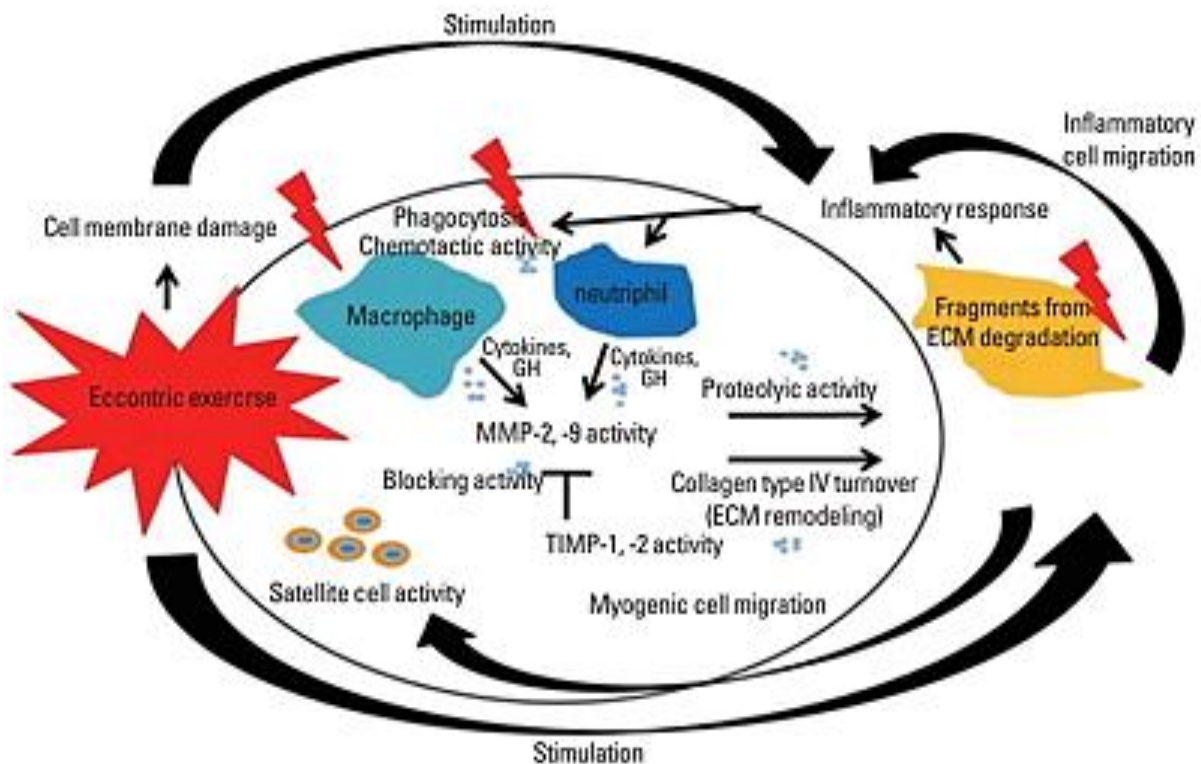 Stimulation
Inflammatory
cell migration
Cell membrane damage
Phagocytosis
Chemotactic activity
Inflammatory response
Macrophage
neutriphil
Fragments from
ECM degradation
Cytokines,
GH
Cytokines,
GH
Eccentric exercrse
Proteolyic activity
MMP-2, -9 activity
Blocking activity
Collagen type IV turnover
(ECM remodeling)
TIMP-1, -2 activity
Satellite cell activity
Myogenic cell migration
Stimulation